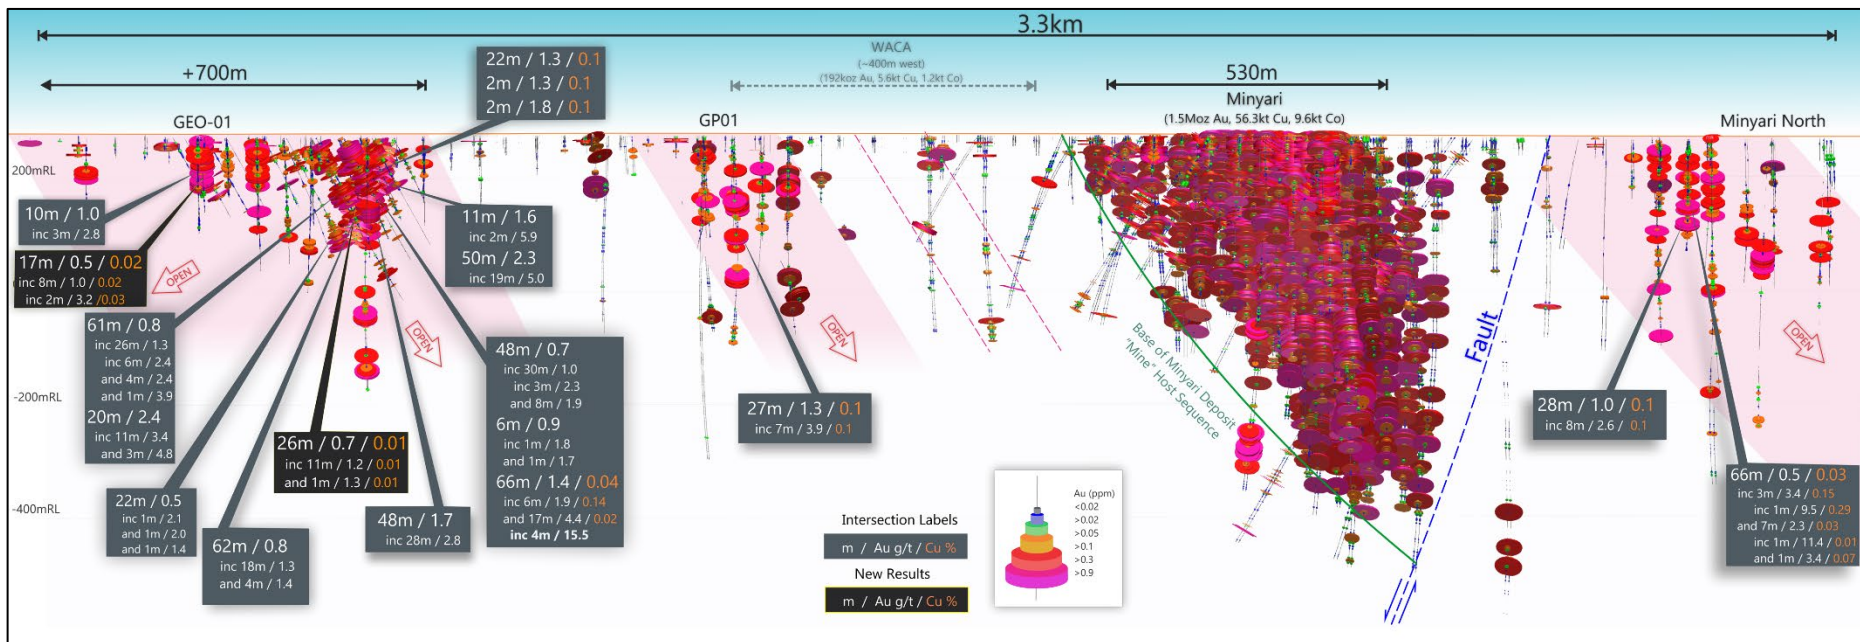 3.3km
+700m
WACA
(~400m west)
(192koz Au, 5.6kt Cu, 1.2kt Co)
530m
Minyari
(1.5Moz Au, 56.3kt Cu, 9.6kt Co)
GEO-01
GP01
Minyari North
22m / 1.3 / 0.1
2m / 1.3 / 0.1
2m / 1.8 / 0.1
200mRL
-200mRL
-400mRL
10m / 1.0
inc 3m / 2.8
17m / 0.5 / 0.02
inc 8m / 1.0 / 0.02
inc 2m / 3.2 /0.03
OPEN
11m / 1.6
inc 2m / 5.9
50m / 2.3
inc 19m / 5.0
61m / 0.8
inc 26m / 1.3
inc 6m / 2.4
and 4m / 2.4
and 1m / 3.9
20m / 2.4
inc 11m / 3.4
and 3m / 4.8
22m / 0.5
inc 1m / 2.1
and 1m / 2.0
and 1m / 1.4
62m / 0.8
inc 18m / 1.3
and 4m / 1.4
26m / 0.7 / 0.01
inc 11m / 1.2 / 0.01
and 1m / 1.3 / 0.01
48m / 1.7
inc 28m / 2.8
OPEN
48m / 0.7
inc 30m / 1.0
inc 3m / 2.3
and 8m / 1.9
6m / 0.9
inc 1m / 1.8
and 1m / 1.7
66m / 1.4 / 0.04
inc 6m / 1.9 / 0.14
and 17m / 4.4 / 0.02
inc 4m / 15.5
27m / 1.3 / 0.1
inc 7m / 3.9 / 0.1
OPEN
Base of Minyari Deposit
"Mine" Host Sequence
Fault
28m / 1.0 / 0.1
inc 8m / 2.6 / 0.1
OPEN
66m / 0.5 / 0.03
inc 3m / 3.4 / 0.15
inc 1m / 9.5 / 0.29
and 7m / 2.3 / 0.03
inc 1m / 11.4 / 0.01
and 1m / 3.4 / 0.07
Intersection Labels
m / Au g/t / Cu %
New Results
m / Au g/t / Cu %
Au (ppm)
<0.02
>0.02
>0.05
>0.1
>0.3
>0.9